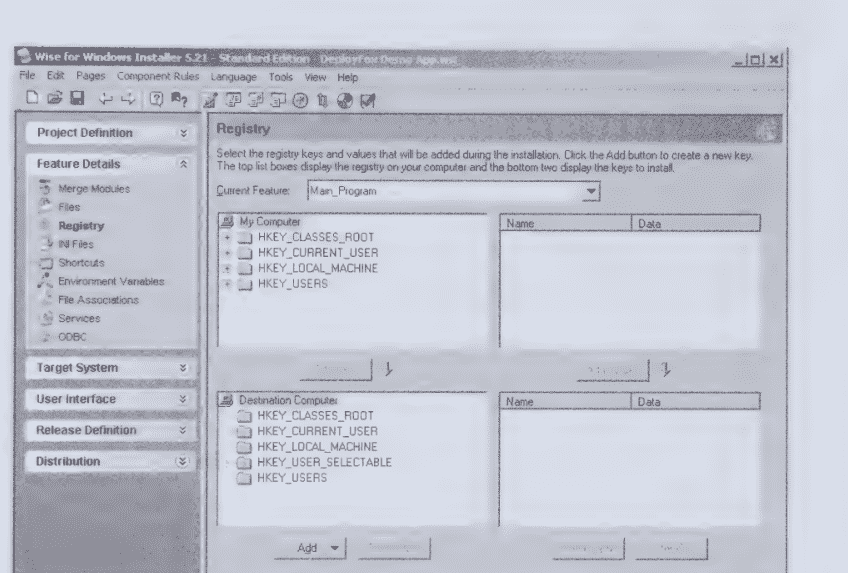 Wise for Windows Installer 5.21 - Standard Edition - DeployFox Demo App.wsi
File Edit Pages Component Rules Language Tools View Help
Project Definition
Feature Details
Merge Modules
Files
Registry
INI Files
Shortcuts
Environment Variables
File Associations
Services
ODBC
Target System
User Interface
Release Definition
Distribution
Registry
Select the registry keys and values that will be added during the installation. Click the Add button to create a new key.
The top list boxes display the registry on your computer and the bottom two display the keys to install.
Current Feature: Main_Program
My Computer
HKEY_CLASSES_ROOT
HKEY_CURRENT_USER
HKEY_LOCAL_MACHINE
HKEY_USERS
Name Data
Destination Computer
HKEY_CLASSES_ROOT
HKEY_CURRENT_USER
HKEY_LOCAL_MACHINE
HKEY_USER_SELECTABLE
HKEY_USERS
Name Data
Add